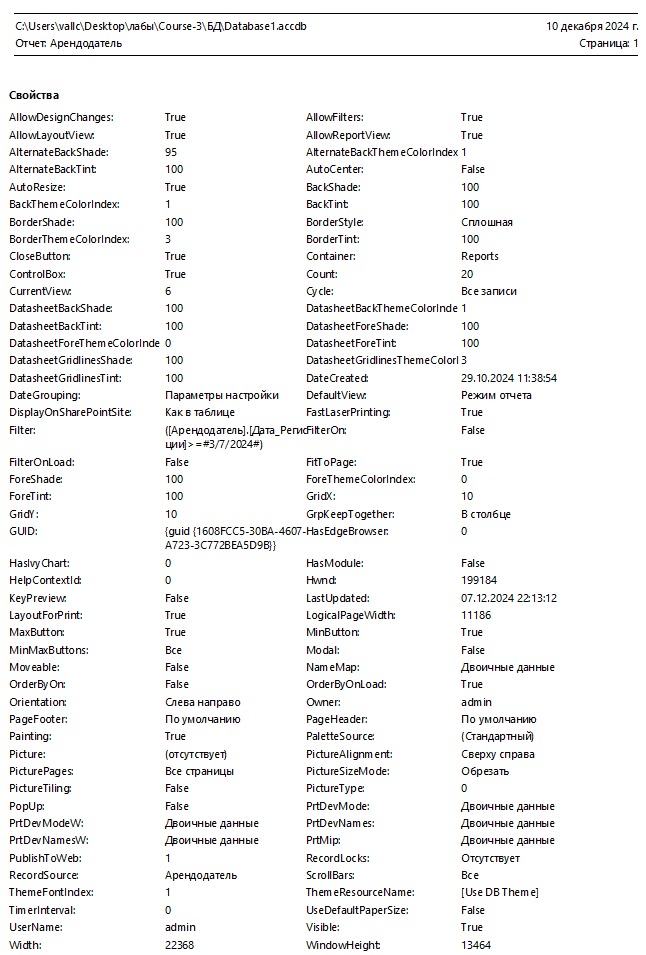 C:\Users\vallc\Desktop\лабы\Course-3\БД\Database1.accdb 10 декабря 2024 г.
Отчет: Арендодатель Страница: 1
Свойства
AllowDesignChanges: True AllowFilters: True
AllowLayoutView: True AllowReportView: True
AlternateBackShade: 95 AlternateBackThemeColorIndex 1
AlternateBackTint: 100 AutoCenter: False
AutoResize: True BackShade: 100
BackThemeColorIndex: 1 BackTint: 100
BorderShade: 100 BorderStyle: Сплошная
BorderThemeColorIndex: 3 BorderTint: 100
CloseButton: True Container: Reports
ControlBox: True Count: 20
CurrentView: 6 Cycle: Все записи
DatasheetBackShade: 100 DatasheetBackThemeColorInde 1
DatasheetBackTint: 100 DatasheetForeShade: 100
DatasheetForeThemeColorInde 0 DatasheetForeTint: 100
DatasheetGridlinesShade: 100 DatasheetGridlinesThemeColorI 3
DatasheetGridlinesTint: 100 DateCreated: 29.10.2024 11:38:54
DateGrouping: Параметры настройки DefaultView: Режим отчета
DisplayOnSharePointSite: Как в таблице FastLaserPrinting: True
Filter: ([Арендодатель].[Дата_Регис FilterOn: False
ции]>=#3/7/2024#)
FilterOnLoad: False FitToPage: True
ForeShade: 100 ForeThemeColorIndex: 0
ForeTint: 100 GridX: 10
GridY: 10 GrpKeepTogether: В столбце
GUID: {guid {1608FCC5-30BA-4607- HasEdgeBrowser: 0
A723-3C772BEA5D9B}}
HasIvyChart: 0 HasModule: False
HelpContextId: 0 Hwnd: 199184
KeyPreview: False LastUpdated: 07.12.2024 22:13:12
LayoutForPrint: True LogicalPageWidth: 11186
MaxButton: True MinButton: True
MinMaxButtons: Все Modal: False
Moveable: False NameMap: Двоичные данные
OrderByOn: False OrderByOnLoad: True
Orientation: Слева направо Owner: admin
PageFooter: По умолчанию PageHeader: По умолчанию
Painting: True PaletteSource: (Стандартный)
Picture: (отсутствует) PictureAlignment: Сверху справа
PicturePages: Все страницы PictureSizeMode: Обрезать
PictureTiling: False PictureType: 0
PopUp: False PrtDevMode: Двоичные данные
PrtDevModeW: Двоичные данные PrtDevNames: Двоичные данные
PrtDevNamesW: Двоичные данные PrtMip: Двоичные данные
PublishToWeb: 1 RecordLocks: Отсутствует
RecordSource: Арендодатель ScrollBars: Все
ThemeFontIndex: 1 ThemeResourceName: [Use DB Theme]
TimerInterval: 0 UseDefaultPaperSize: False
UserName: admin Visible: True
Width: 22368 WindowHeight: 13464